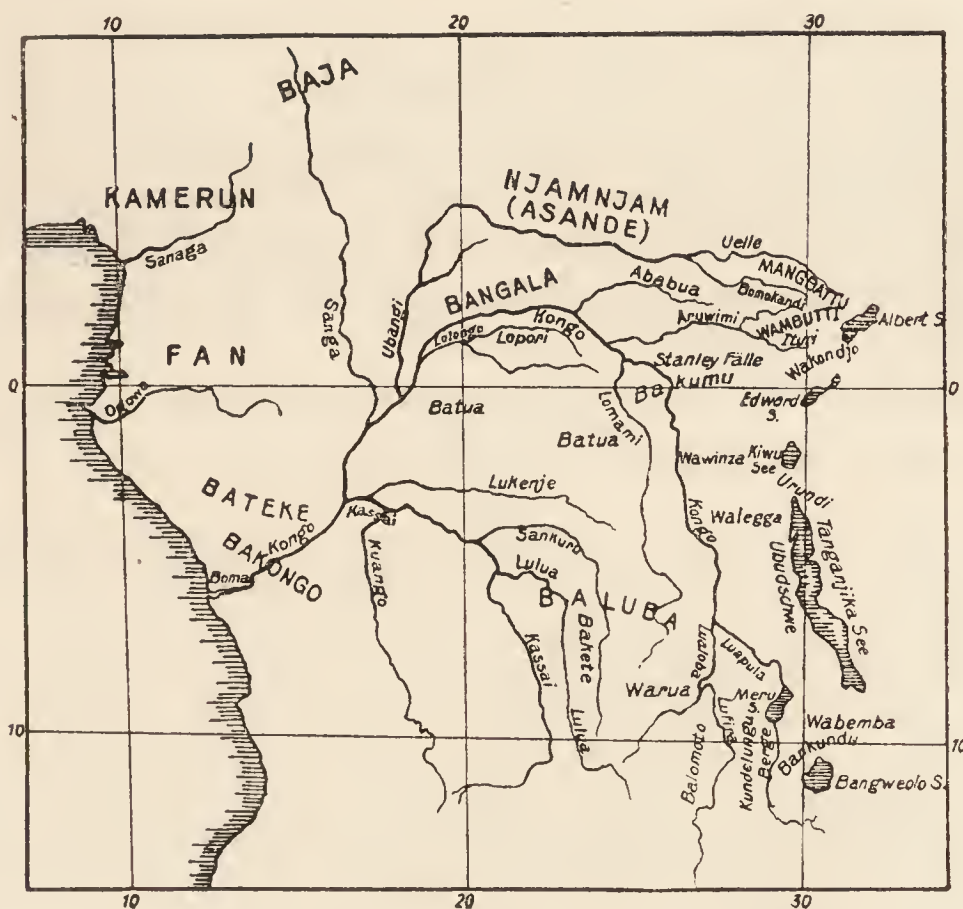 10
20
30
BAJA
KAMERUN
Sanaga
NJAMNJAM
(ASANDE)
Uelle
MANGBATTU
Bomokandi
Ababua
BANGALA
Sanga
Ubangi
Kongo
Aruwimi
WAMBUTTI
Ituri
Albert S.
Lolongo
Lopori
Wakondjo
FAN
Stanley Fälle
0
Ba
kumu
0
Edward
S.
Batua
Lomami
Batua
Wawinza
Kiwu
See
Urundi
BATEKE
Lukenje
Kassai
Walegga
Kongo
Kongo
BAKONGO
Boma
Kuango
Sankuru
Lulua
BALUBA
Ubudschwe
Tanganjika See
Bakete
Kassai
Lualaba
Luapula
Warua
Meru
S.
Lulua
Lufira
Balomoto
Kundelungu
Berge
Wabemba
Bankundu
10
10
Bangweolo S.
10
20
30